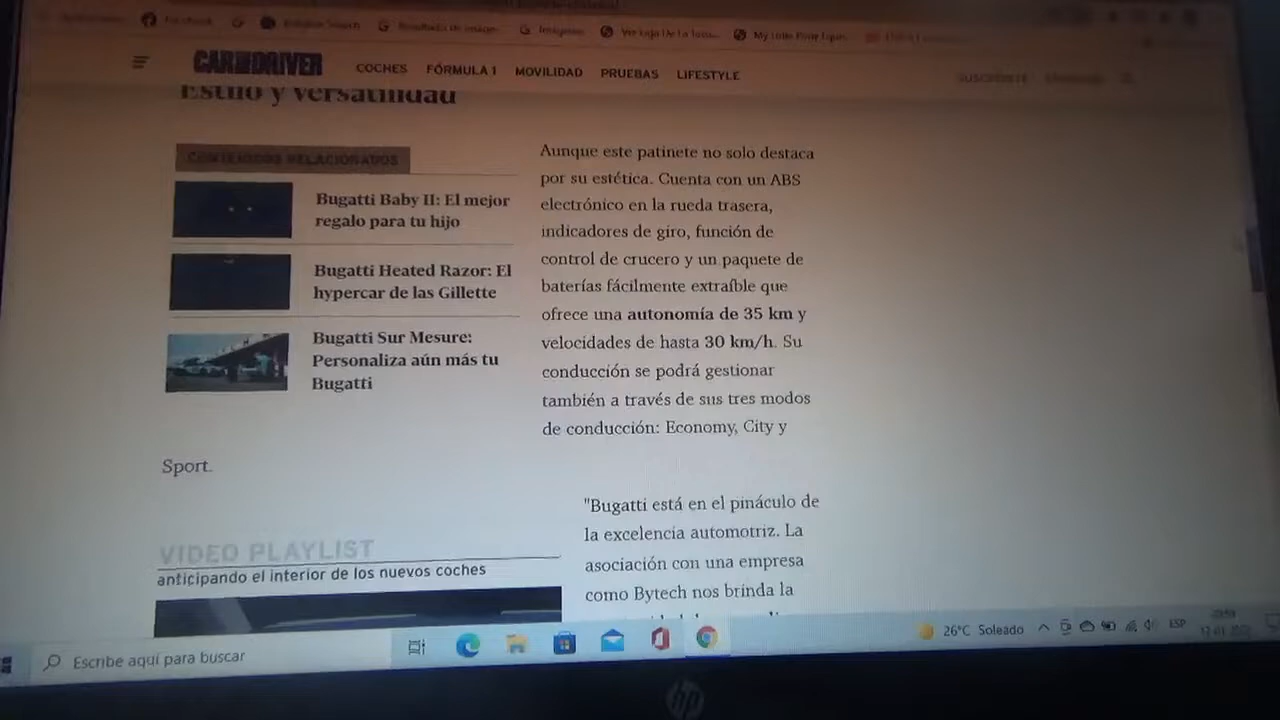 Facebook
CAR AND DRIVER
COCHES
FÓRMULA 1
MOVILIDAD
PRUEBAS
LIFESTYLE
SUSCRÍBETE
Estilo y versatilidad
CONTENIDOS RELACIONADOS
Bugatti Baby II: El mejor
regalo para tu hijo
Bugatti Heated Razor: El
hypercar de las Gillette
Bugatti Sur Mesure:
Personaliza aún más tu
Bugatti
Aunque este patinete no solo destaca
por su estética. Cuenta con un ABS
electrónico en la rueda trasera,
indicadores de giro, función de
control de crucero y un paquete de
baterías fácilmente extraíble que
ofrece una autonomía de 35 km y
velocidades de hasta 30 km/h. Su
conducción se podrá gestionar
también a través de sus tres modos
de conducción: Economy, City y
Sport.
"Bugatti está en el pináculo de
la excelencia automotriz. La
asociación con una empresa
como Bytech nos brinda la
VIDEO PLAYLIST
anticipando el interior de los nuevos coches
Escribe aquí para buscar
26°C Soleado
ESP
hp